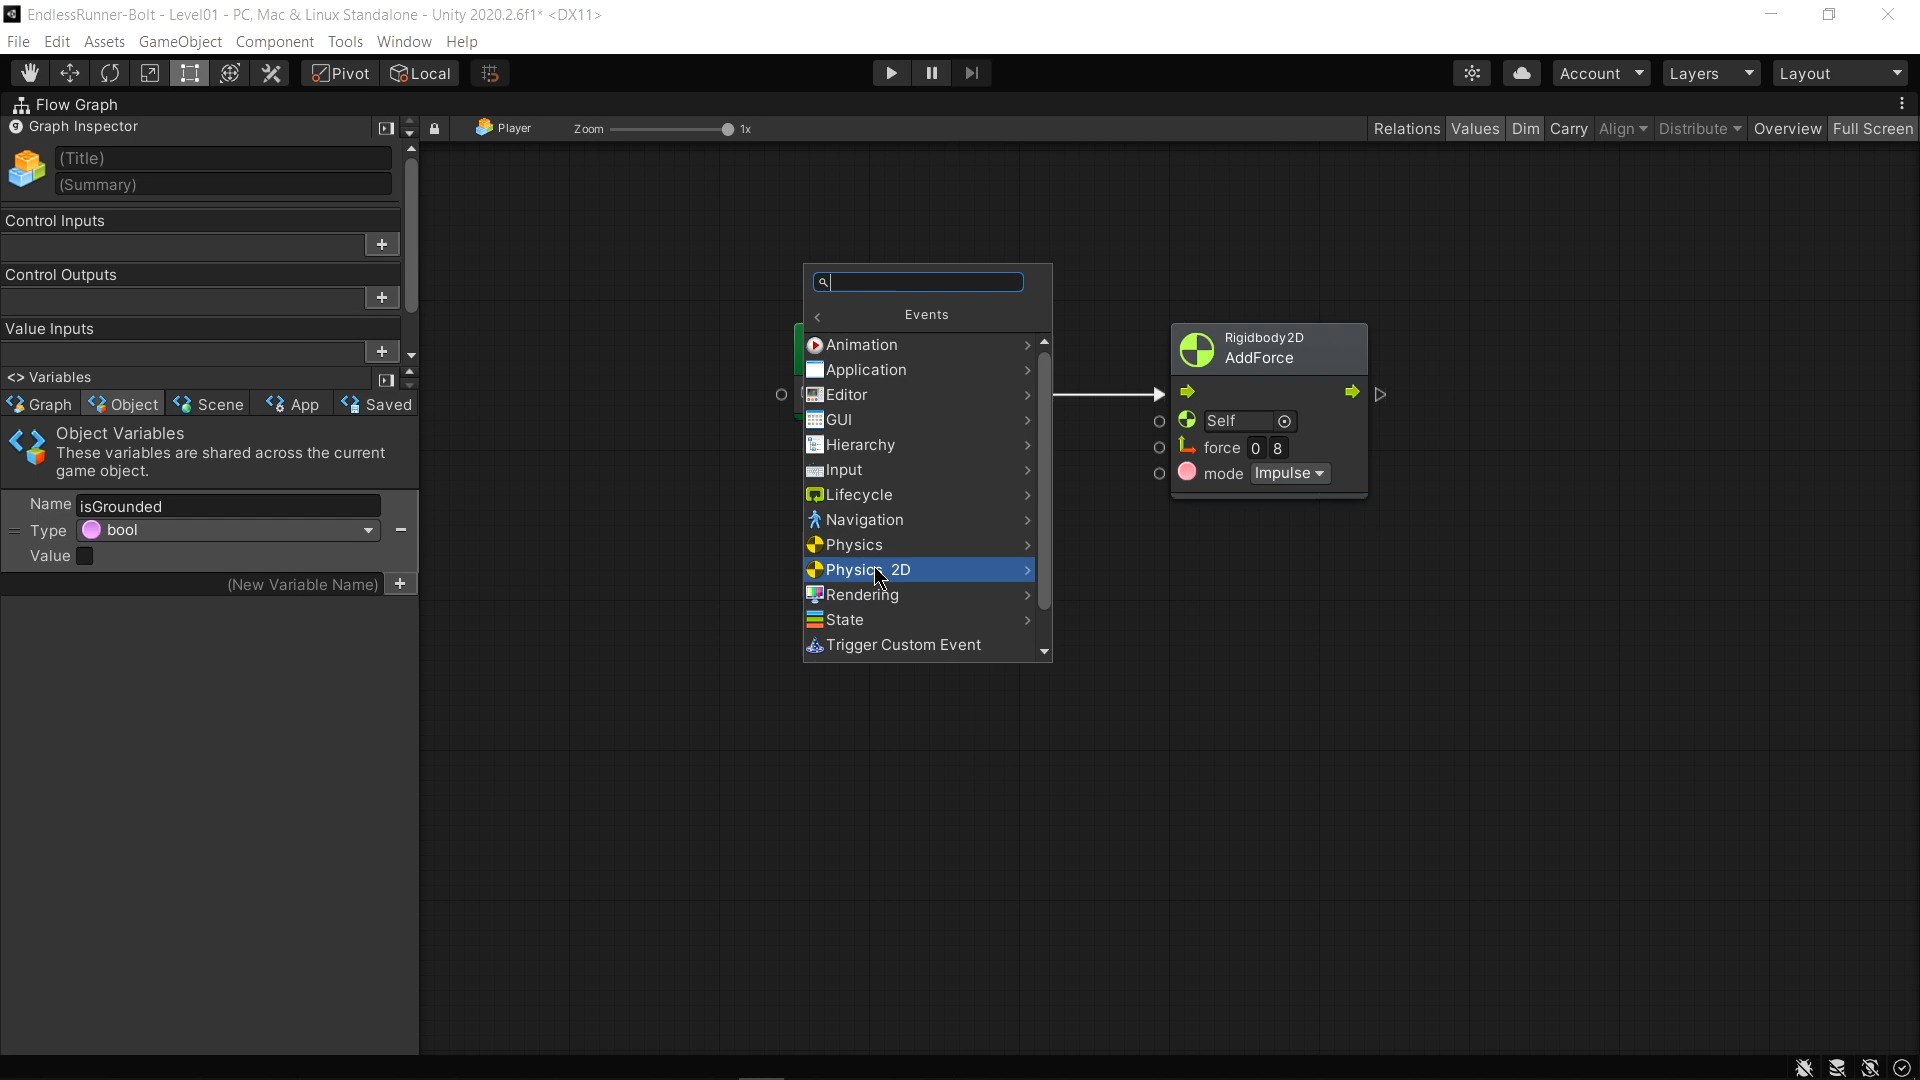 EndlessRunner-Bolt - Level01 - PC, Mac & Linux Standalone - Unity 2020.2.6f1* <DX11>
File Edit Assets GameObject Component Tools Window Help
Pivot Local Account Layers Layout
Flow Graph
Graph Inspector
Player Zoom 1x Relations Values Dim Carry Align Distribute Overview Full Screen
(Title)
(Summary)
Control Inputs
+
Control Outputs
+
Value Inputs
+
<> Variables
Graph Object Scene App Saved
Object Variables
These variables are shared across the current
game object.
Name isGrounded
Type bool
Value
(New Variable Name) +
Events
Animation
Application
Editor
GUI
Hierarchy
Input
Lifecycle
Navigation
Physics
Physics 2D
Rendering
State
Trigger Custom Event
Rigidbody2D
AddForce
Self
force 0 8
mode Impulse